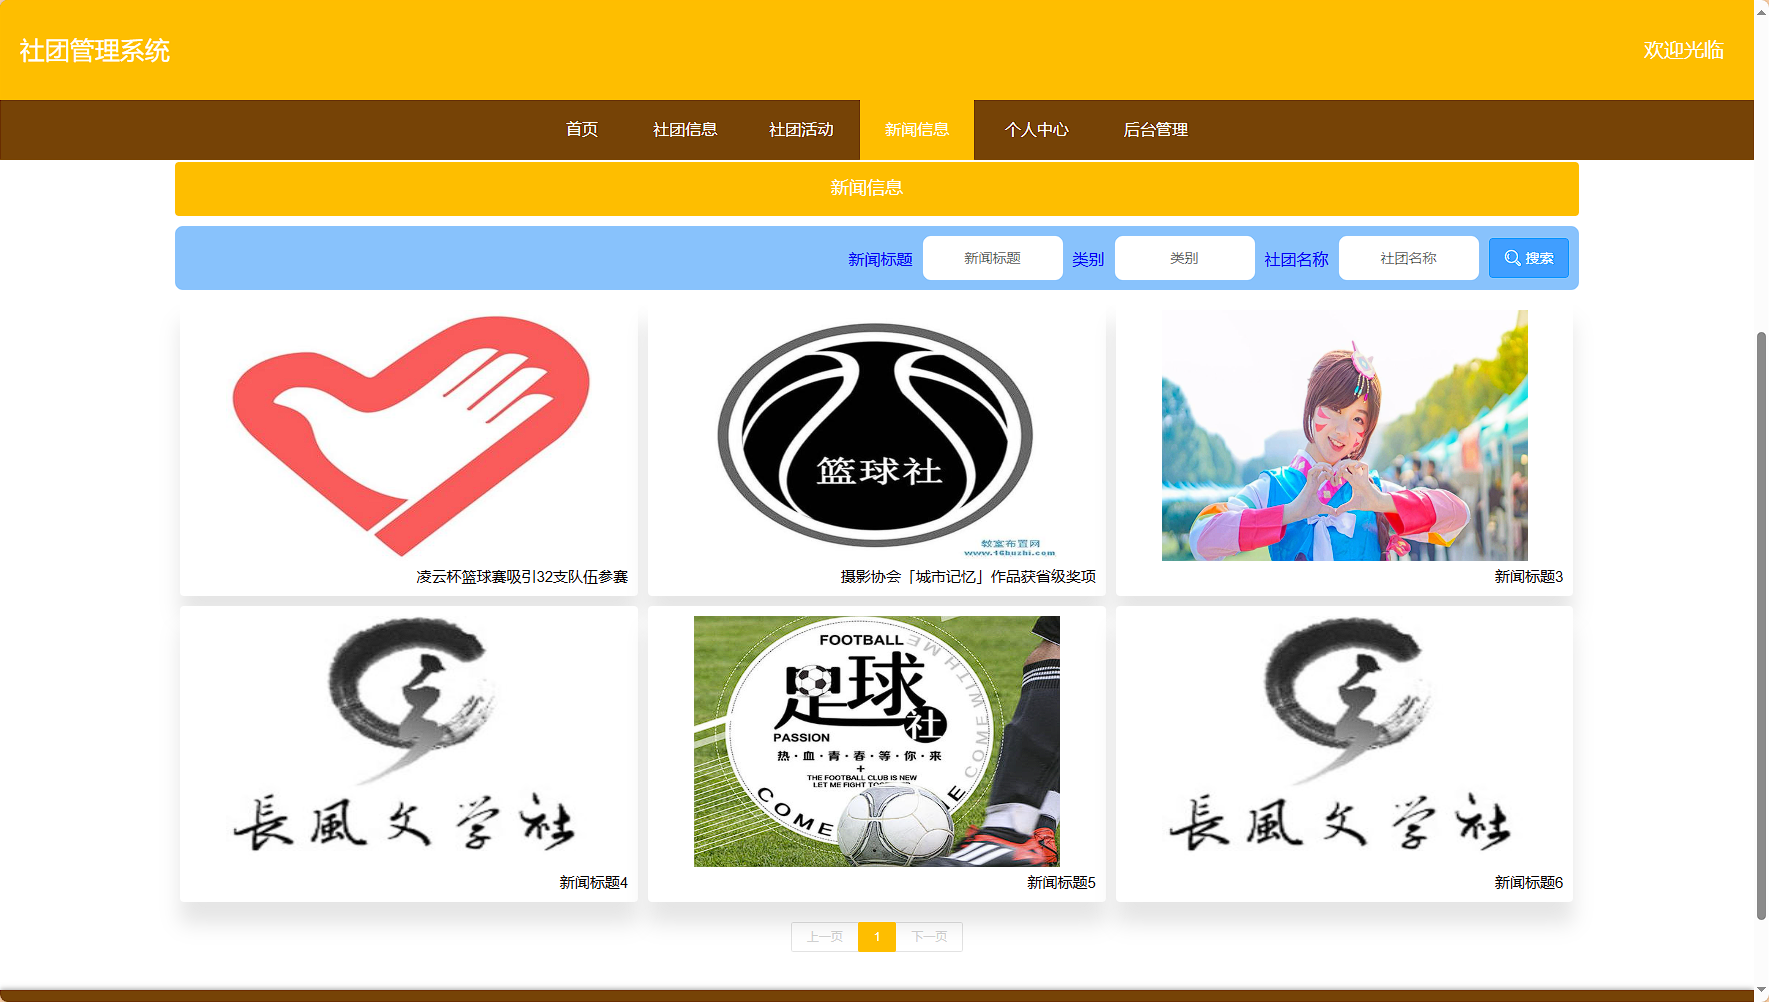 社团管理系统
欢迎光临
首页 社团信息 社团活动 新闻信息 个人中心 后台管理
新闻信息
新闻标题 新闻标题 类别 类别 社团名称 社团名称 搜索
篮球社
教室布置网
www.16buzhi.com
凌云杯篮球赛吸引32支队伍参赛
摄影协会「城市记忆」作品获省级奖项
新闻标题3
長風文学社
新闻标题4
FOOTBALL
足球社
PASSION
热·血·青·春·等·你·来
+
THE FOOTBALL CLUB IS NEW
COME WITH ME
COME
新闻标题5
長風文学社
新闻标题6
上一页 1 下一页